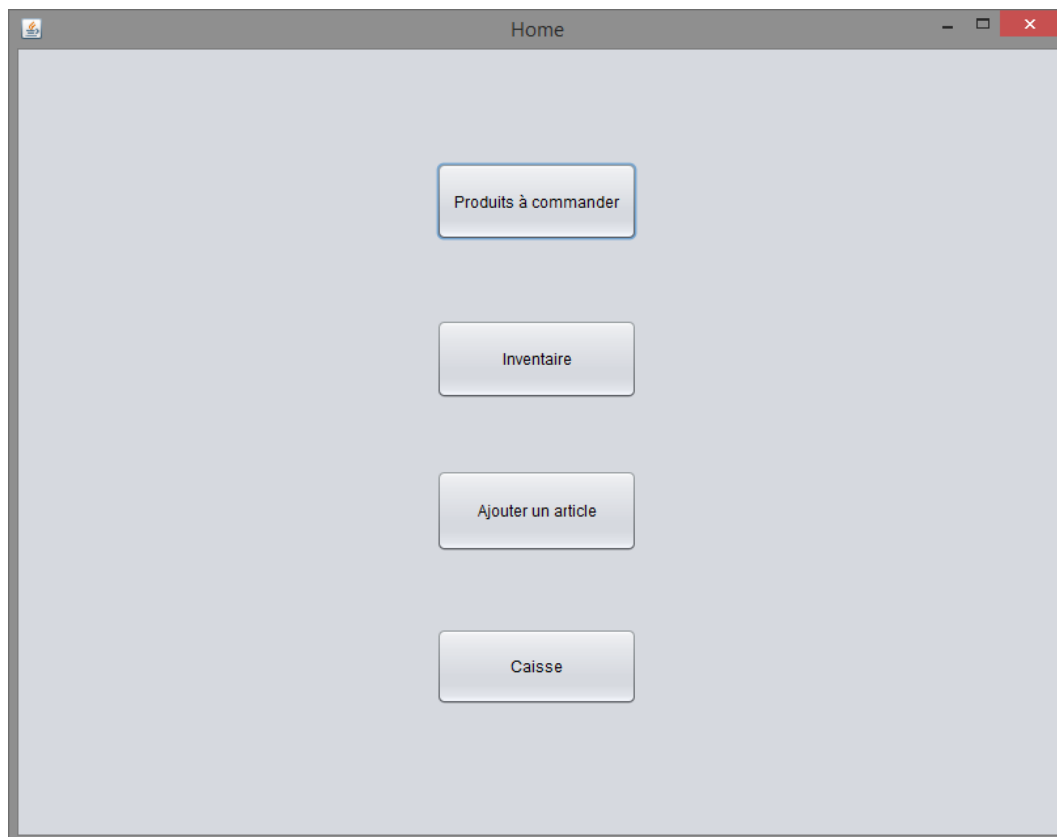 Home
Produits à commander
Inventaire
Ajouter un article
Caisse